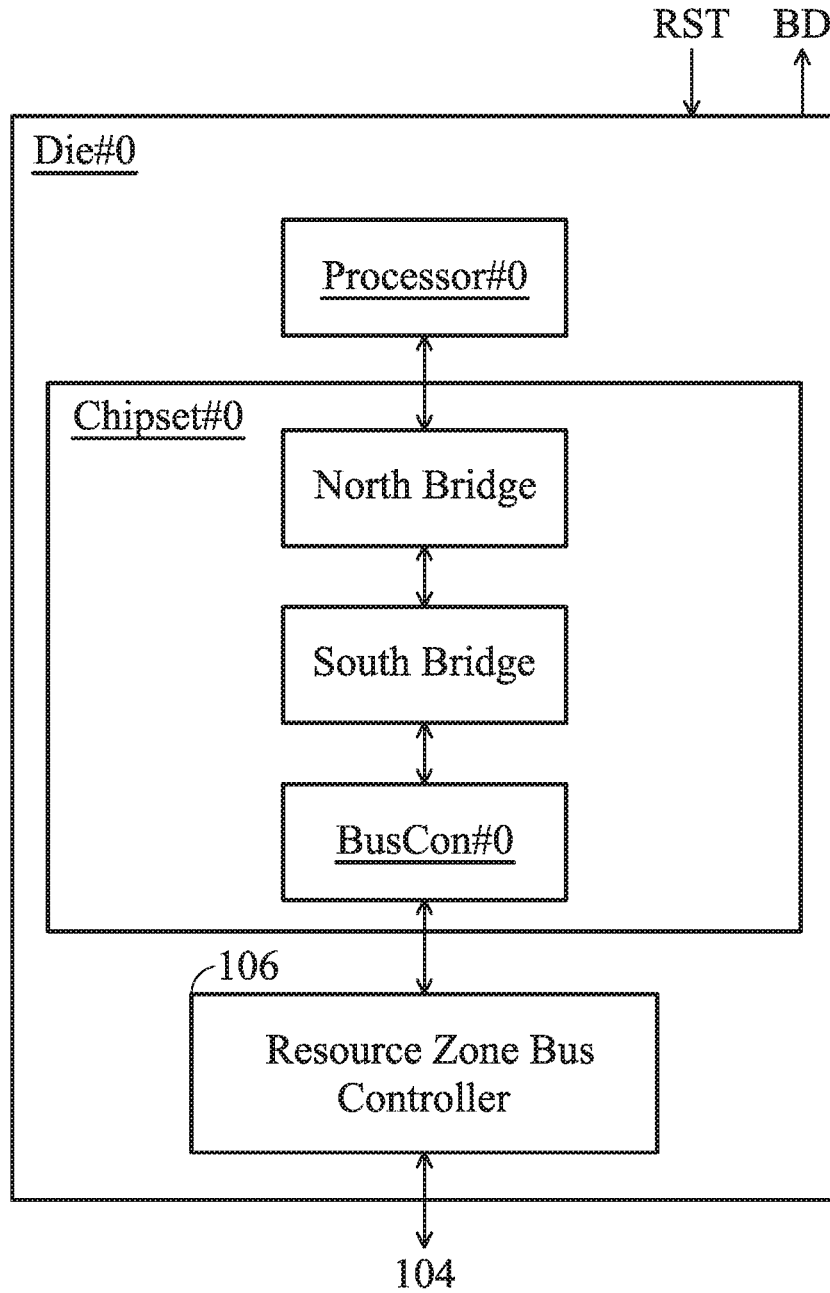 RST BD
Die#0
Processor#0
Chipset#0
North Bridge
South Bridge
BusCon#0
106
Resource Zone Bus
Controller
104